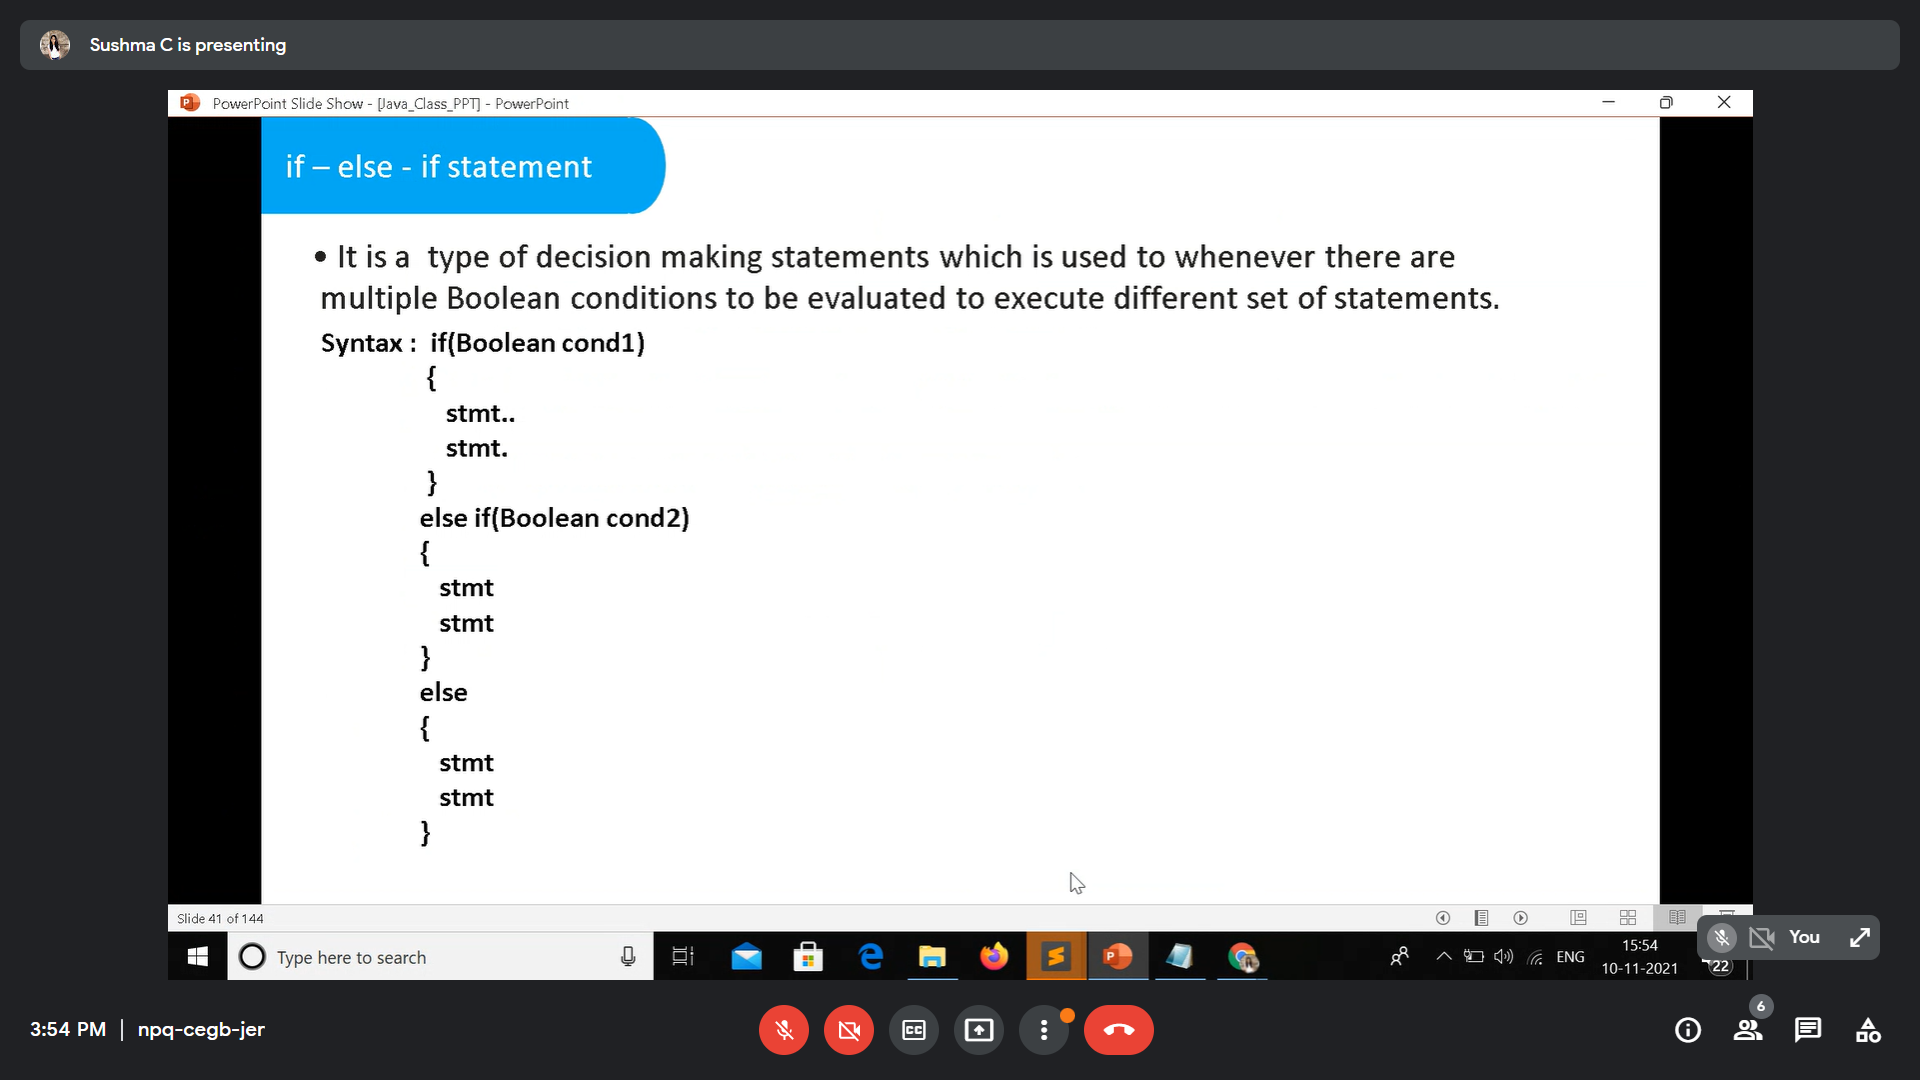 Sushma C is presenting
PowerPoint Slide Show - [Java_Class_PPT] - PowerPoint
if – else - if statement
• It is a  type of decision making statements which is used to whenever there are
multiple Boolean conditions to be evaluated to execute different set of statements.
Syntax :  if(Boolean cond1)
{
stmt..
stmt.
}
else if(Boolean cond2)
{
stmt
stmt
}
else
{
stmt
stmt
}
Slide 41 of 144
Type here to search
ENG
15:54
10-11-2021
22
You
3:54 PM | npq-cegb-jer
CC
6